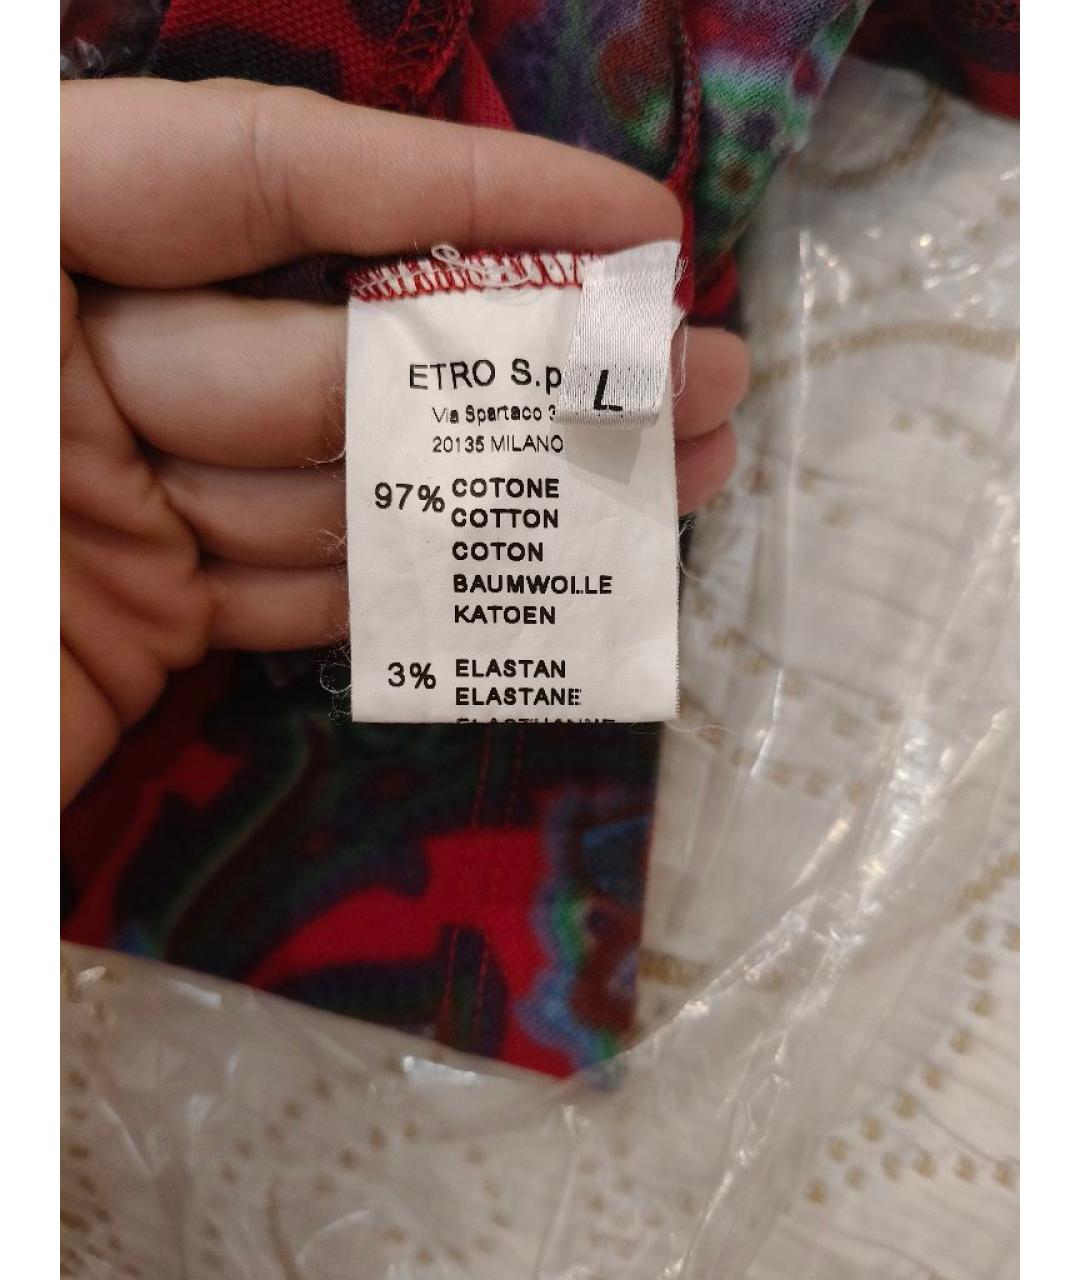 ETRO S.p
L
Via Spartaco 3
20135 MILANO
97% COTONE
COTTON
COTON
BAUMWOLLE
KATOEN
3% ELASTAN
ELASTANE